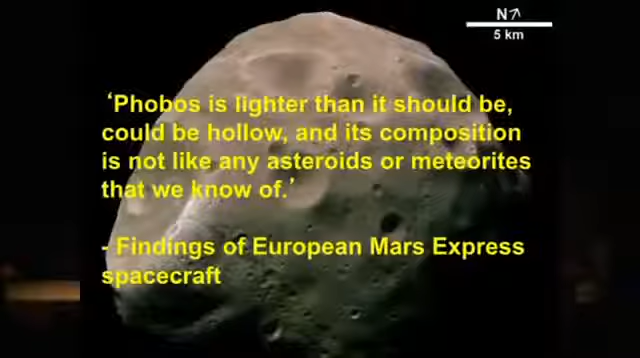 N↗
5 km
‘Phobos is lighter than it should be,
could be hollow, and its composition
is not like any asteroids or meteorites
that we know of.’
- Findings of European Mars Express
spacecraft